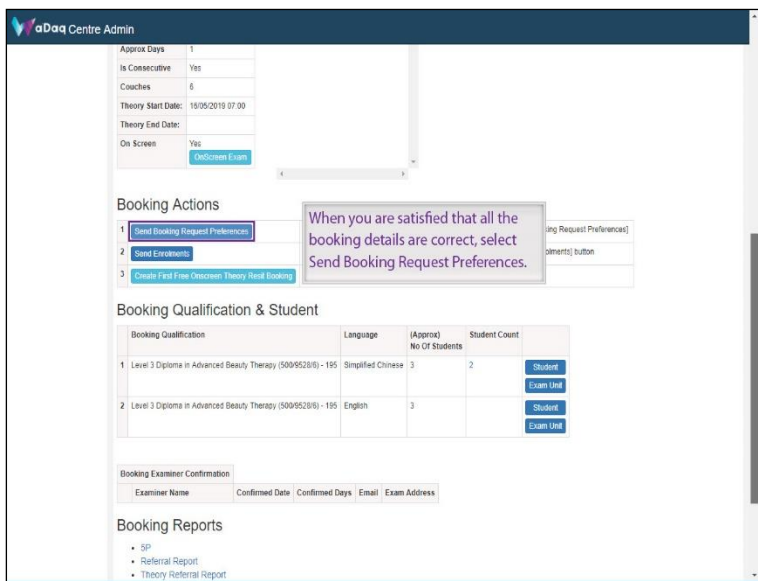 WaDaq Centre Admin
Approx Days 1
Is Consecutive Yes
Couches 6
Theory Start Date: 16/05/2019 07:00
Theory End Date:
On Screen Yes
OnScreen Exam
Booking Actions
1 Send Booking Request Preferences
king Request Preferences]
2 Send Enrolments
olments] button
3 Create First Free Onscreen Theory Resit Booking
When you are satisfied that all the
booking details are correct, select
Send Booking Request Preferences.
Booking Qualification & Student
Booking Qualification Language (Approx) No Of Students Student Count
1 Level 3 Diploma in Advanced Beauty Therapy (500/9528/6) - 195 Simplified Chinese 3 2 Student
Exam Unit
2 Level 3 Diploma in Advanced Beauty Therapy (500/9528/6) - 195 English 3 Student
Exam Unit
Booking Examiner Confirmation
Examiner Name Confirmed Date Confirmed Days Email Exam Address
Booking Reports
5P
Referral Report
Theory Referral Report